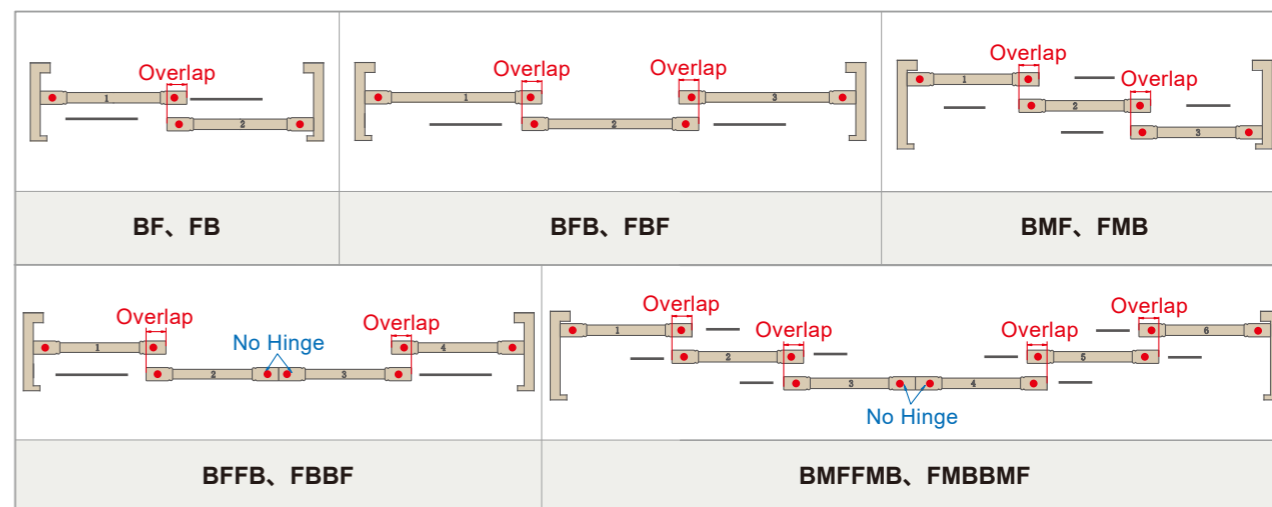 Overlap
1
2
Overlap
Overlap
1
2
3
Overlap
Overlap
1
2
3
BF、FB
BFB、FBF
BMF、FMB
Overlap
Overlap
No Hinge
1
2
3
4
Overlap
Overlap
Overlap
Overlap
1
2
3
4
5
6
No Hinge
BFFB、FBBF
BMFFMB、FMBBMF